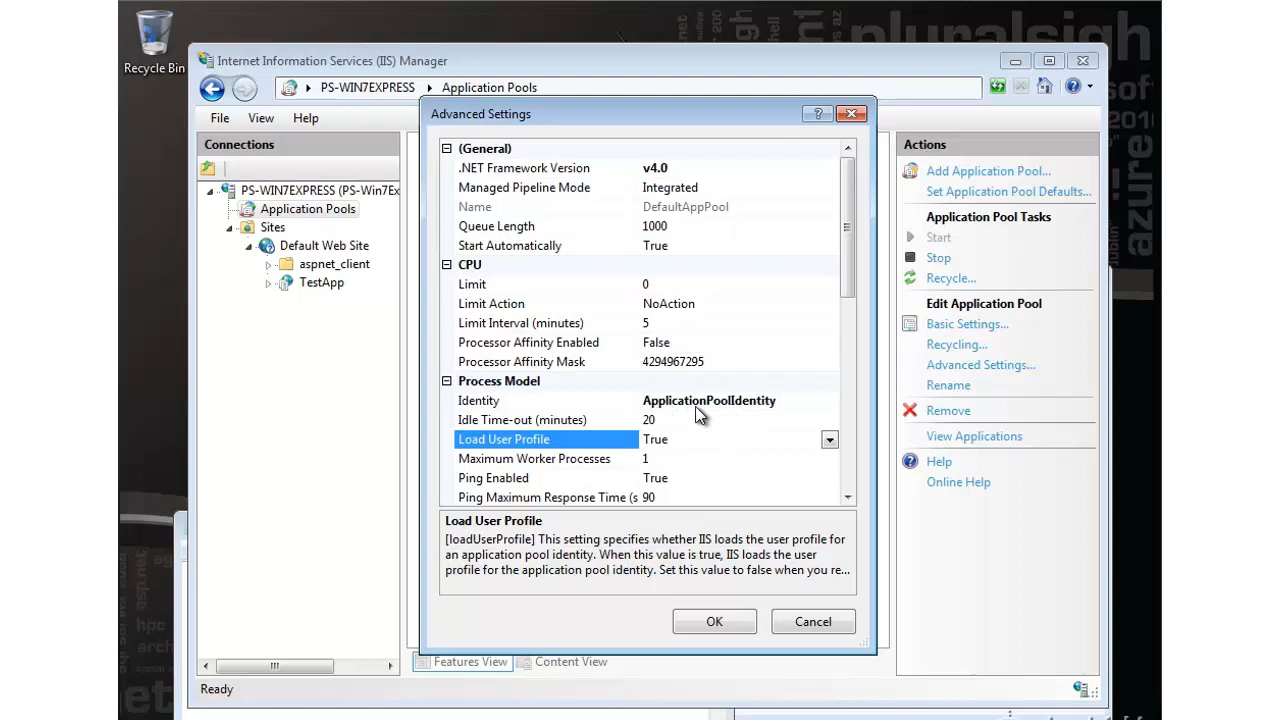 Recycle Bin
pluralsigh
Internet Information Services (IIS) Manager
PS-WIN7EXPRESS
Application Pools
File View Help
Connections
PS-WIN7EXPRESS (PS-Win7Ex
Application Pools
Sites
Default Web Site
aspnet_client
TestApp
Advanced Settings
(General)
.NET Framework Version v4.0
Managed Pipeline Mode Integrated
Name DefaultAppPool
Queue Length 1000
Start Automatically True
CPU
Limit 0
Limit Action NoAction
Limit Interval (minutes) 5
Processor Affinity Enabled False
Processor Affinity Mask 4294967295
Process Model
Identity ApplicationPoolIdentity
Idle Time-out (minutes) 20
Load User Profile True
Maximum Worker Processes 1
Ping Enabled True
Ping Maximum Response Time (s 90
Load User Profile
[loadUserProfile] This setting specifies whether IIS loads the user profile for
an application pool identity. When this value is true, IIS loads the user
profile for the application pool identity. Set this value to false when you re...
OK Cancel
Features View Content View
Actions
Add Application Pool...
Set Application Pool Defaults...
Application Pool Tasks
Start
Stop
Recycle...
Edit Application Pool
Basic Settings...
Recycling...
Advanced Settings...
Rename
Remove
View Applications
Help
Online Help
Ready
azure
asp.net
hpc